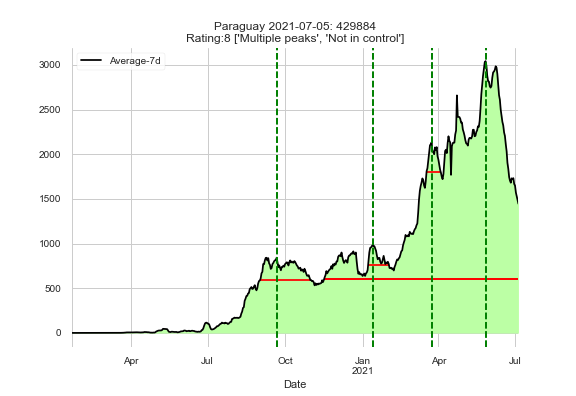 Paraguay 2021-07-05: 429884
Rating:8 ['Multiple peaks', 'Not in control']
Average-7d
3000
2500
2000
1500
1000
500
0
Apr
Jul
Oct
Jan
2021
Apr
Jul
Date